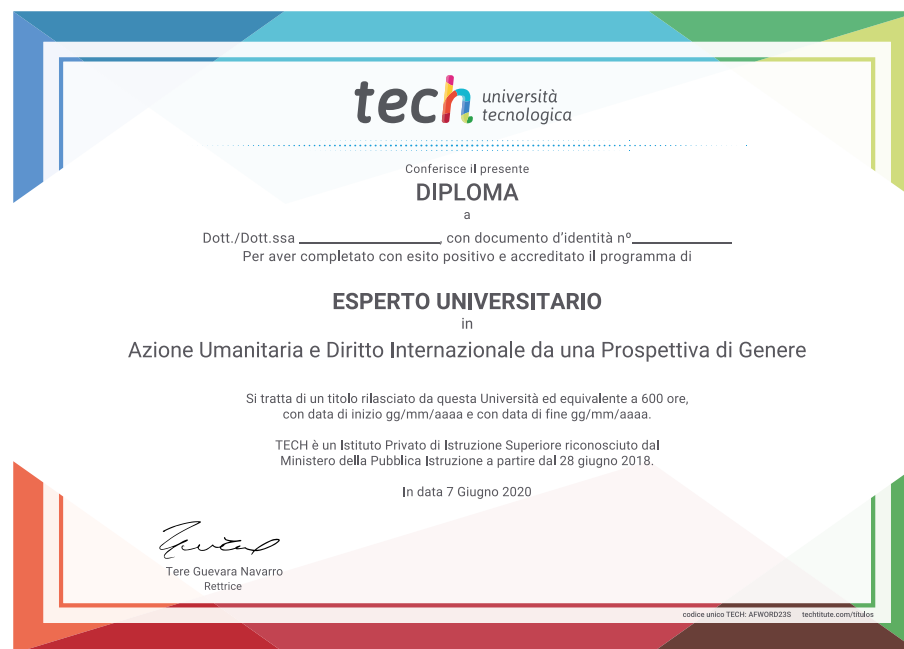 tech università
tecnologica
Conferisce il presente
DIPLOMA
a
Dott./Dott.ssa ________________, con documento d'identità nº____________
Per aver completato con esito positivo e accreditato il programma di
ESPERTO UNIVERSITARIO
in
Azione Umanitaria e Diritto Internazionale da una Prospettiva di Genere
Si tratta di un titolo rilasciato da questa Università ed equivalente a 600 ore,
con data di inizio gg/mm/aaaa e con data di fine gg/mm/aaaa.
TECH è un Istituto Privato di Istruzione Superiore riconosciuto dal
Ministero della Pubblica Istruzione a partire dal 28 giugno 2018.
In data 7 Giugno 2020
Tere Guevara Navarro
Rettrice
codice unico TECH: AFWORD23S techtitute.com/titulos